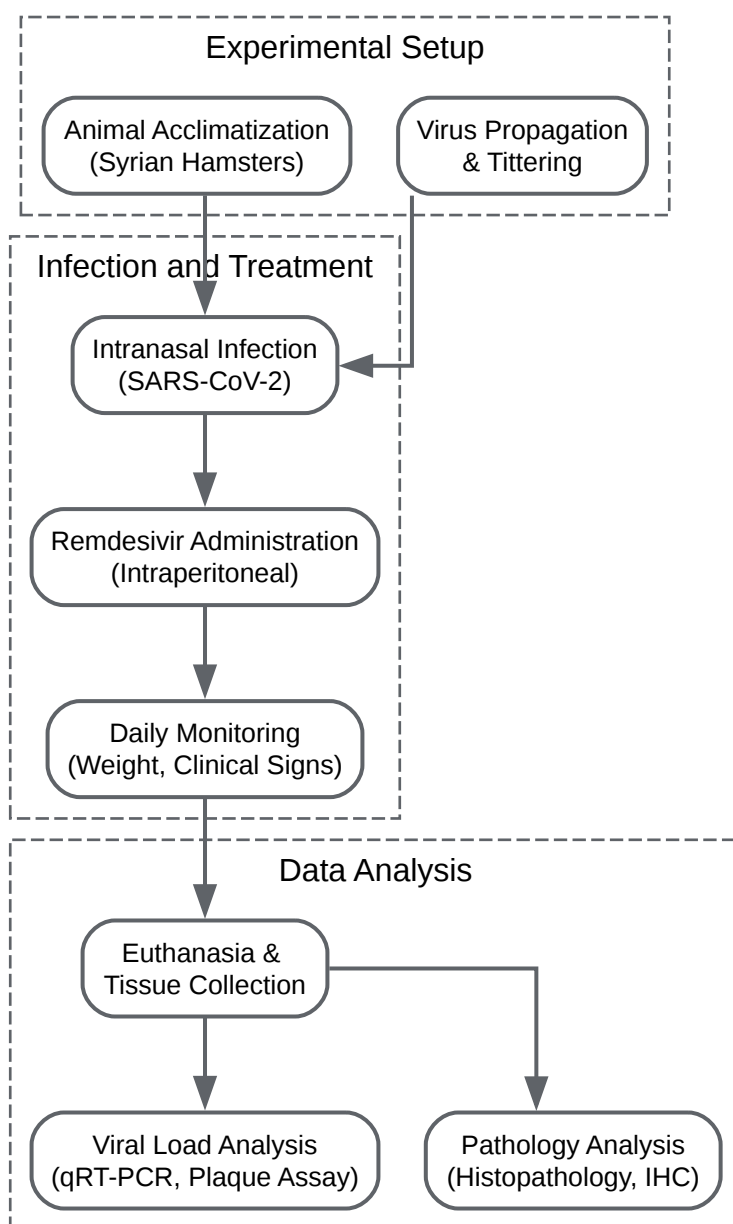 Experimental Setup
Animal Acclimatization
(Syrian Hamsters)
Virus Propagation
& Tittering
Infection and Treatment
Intranasal Infection
(SARS-CoV-2)
Remdesivir Administration
(Intraperitoneal)
Daily Monitoring
(Weight, Clinical Signs)
Data Analysis
Euthanasia &
Tissue Collection
Viral Load Analysis
(qRT-PCR, Plaque Assay)
Pathology Analysis
(Histopathology, IHC)